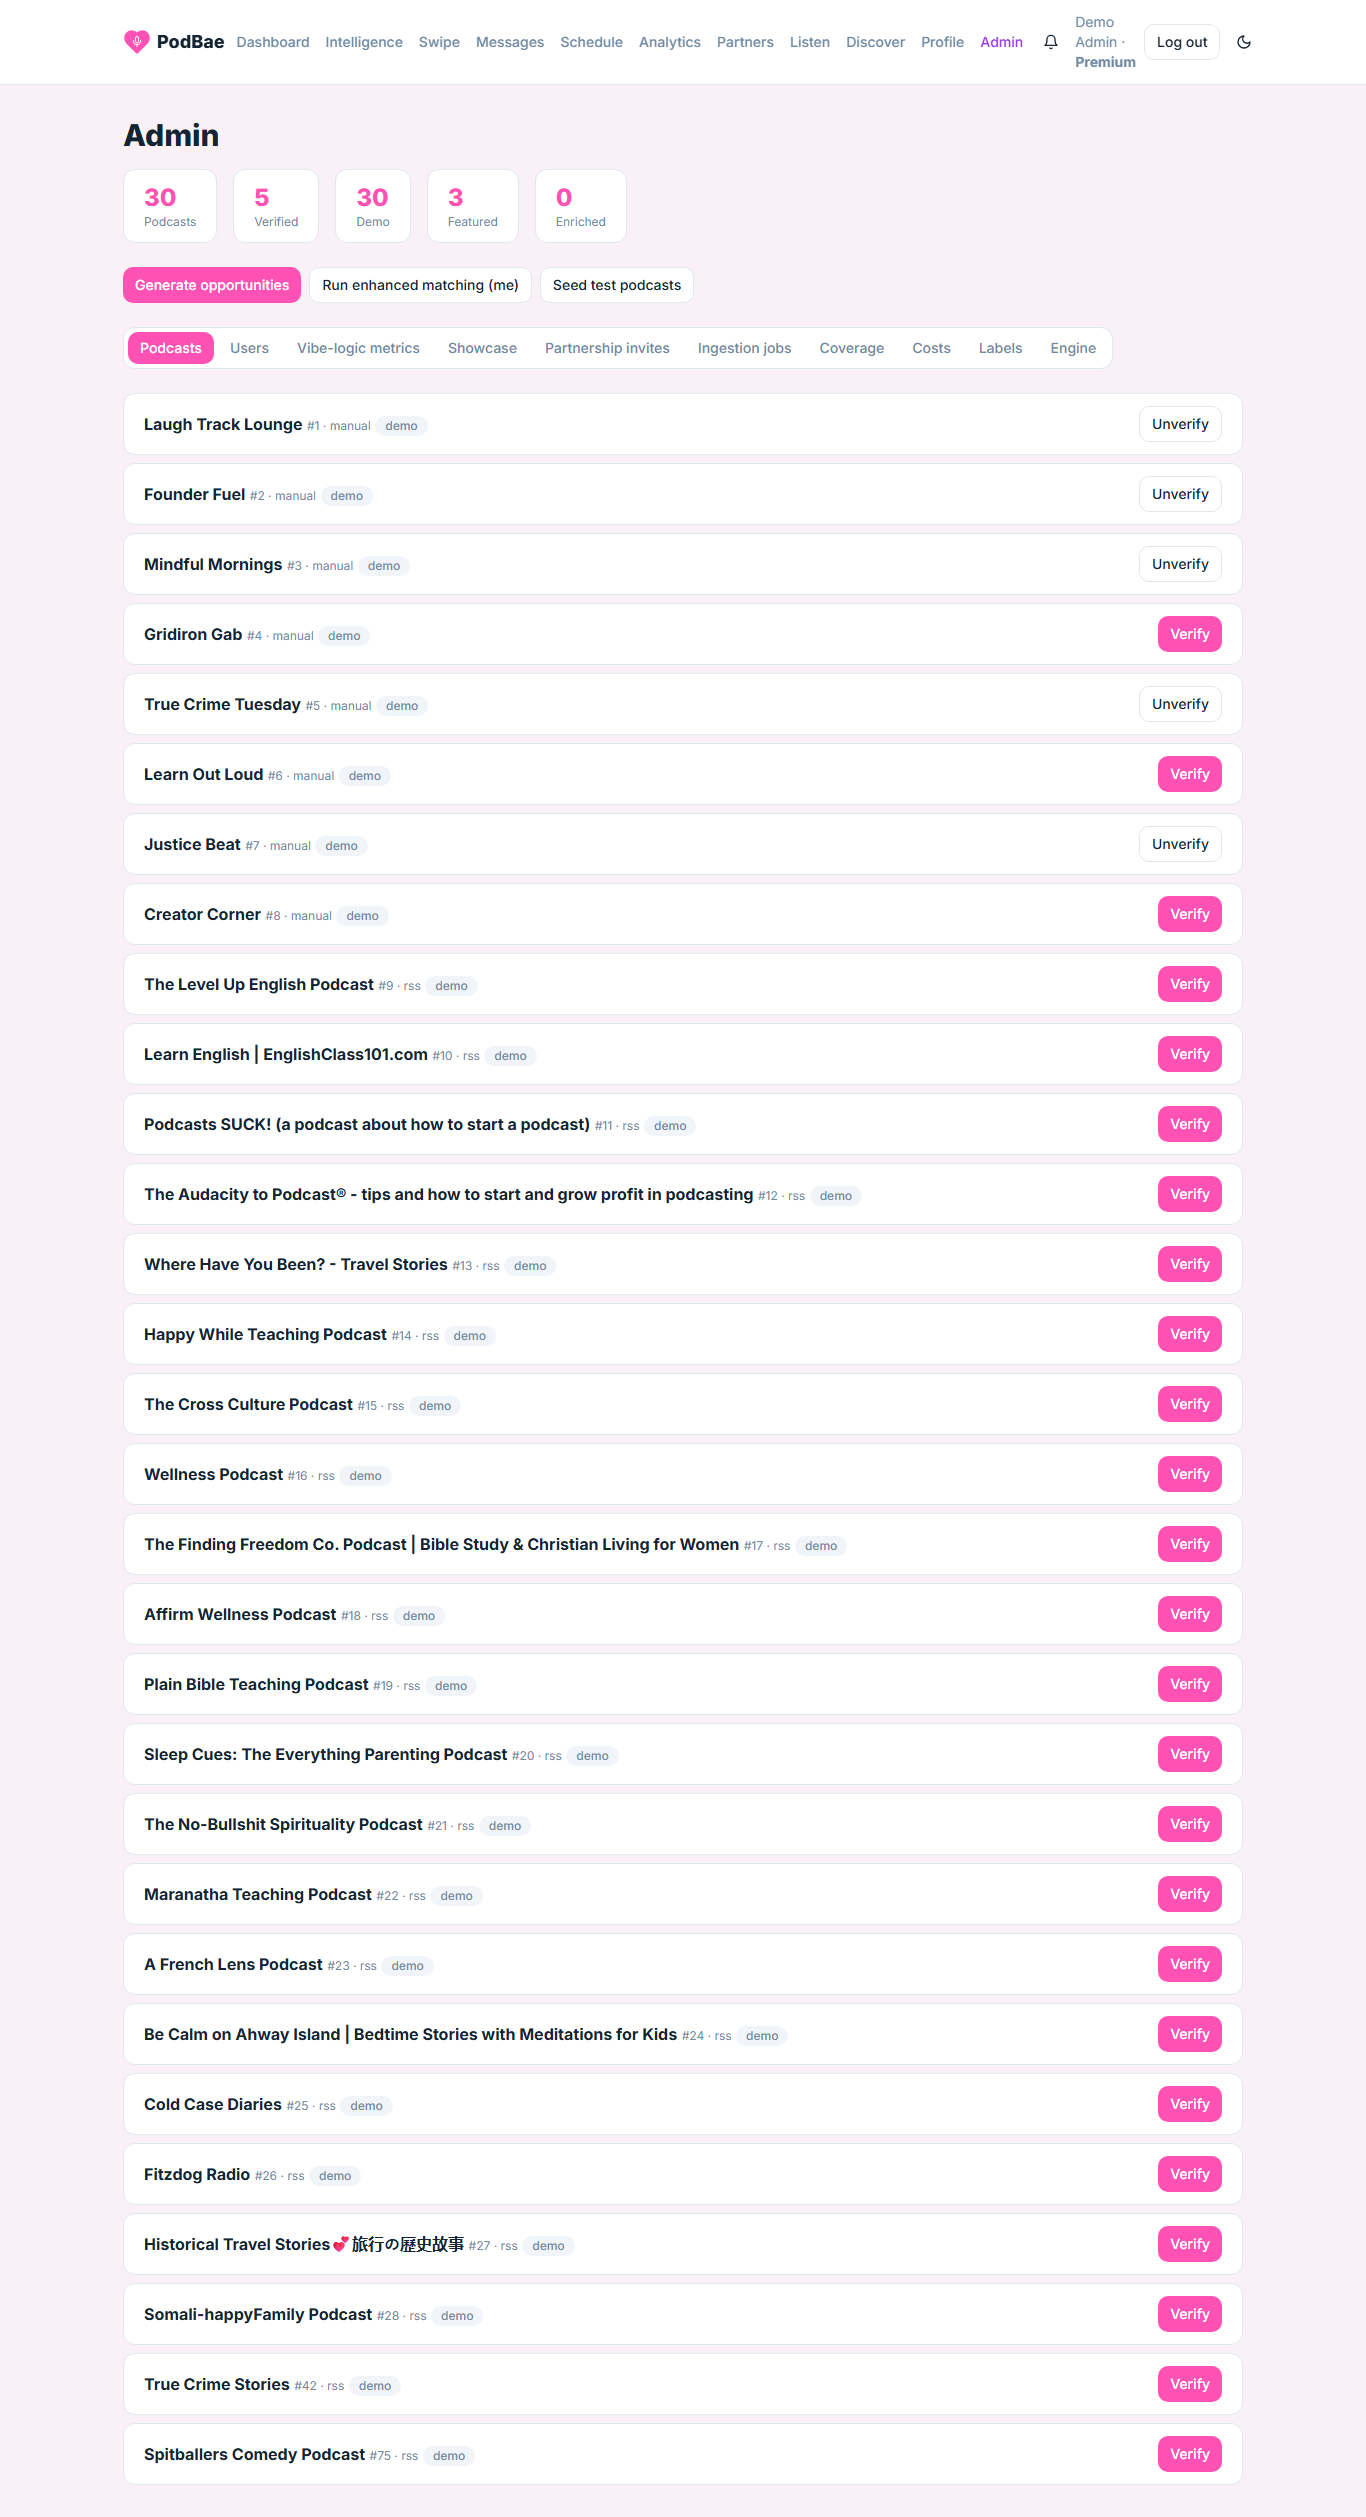 PodBae Dashboard Intelligence Swipe Messages Schedule Analytics Partners Listen Discover Profile Admin Demo Admin · Premium Log out
Admin
30 5 30 3 0
Podcasts Verified Demo Featured Enriched
Generate opportunities Run enhanced matching (me) Seed test podcasts
Podcasts Users Vibe-logic metrics Showcase Partnership invites Ingestion jobs Coverage Costs Labels Engine
Laugh Track Lounge #1 · manual demo Unverify
Founder Fuel #2 · manual demo Unverify
Mindful Mornings #3 · manual demo Unverify
Gridiron Gab #4 · manual demo Verify
True Crime Tuesday #5 · manual demo Unverify
Learn Out Loud #6 · manual demo Verify
Justice Beat #7 · manual demo Unverify
Creator Corner #8 · manual demo Verify
The Level Up English Podcast #9 · rss demo Verify
Learn English | EnglishClass101.com #10 · rss demo Verify
Podcasts SUCK! (a podcast about how to start a podcast) #11 · rss demo Verify
The Audacity to Podcast® - tips and how to start and grow profit in podcasting #12 · rss demo Verify
Where Have You Been? - Travel Stories #13 · rss demo Verify
Happy While Teaching Podcast #14 · rss demo Verify
The Cross Culture Podcast #15 · rss demo Verify
Wellness Podcast #16 · rss demo Verify
The Finding Freedom Co. Podcast | Bible Study & Christian Living for Women #17 · rss demo Verify
Affirm Wellness Podcast #18 · rss demo Verify
Plain Bible Teaching Podcast #19 · rss demo Verify
Sleep Cues: The Everything Parenting Podcast #20 · rss demo Verify
The No-Bullshit Spirituality Podcast #21 · rss demo Verify
Maranatha Teaching Podcast #22 · rss demo Verify
A French Lens Podcast #23 · rss demo Verify
Be Calm on Ahway Island | Bedtime Stories with Meditations for Kids #24 · rss demo Verify
Cold Case Diaries #25 · rss demo Verify
Fitzdog Radio #26 · rss demo Verify
Historical Travel Stories💕旅行の歴史故事 #27 · rss demo Verify
Somali-happyFamily Podcast #28 · rss demo Verify
True Crime Stories #42 · rss demo Verify
Spitballers Comedy Podcast #75 · rss demo Verify